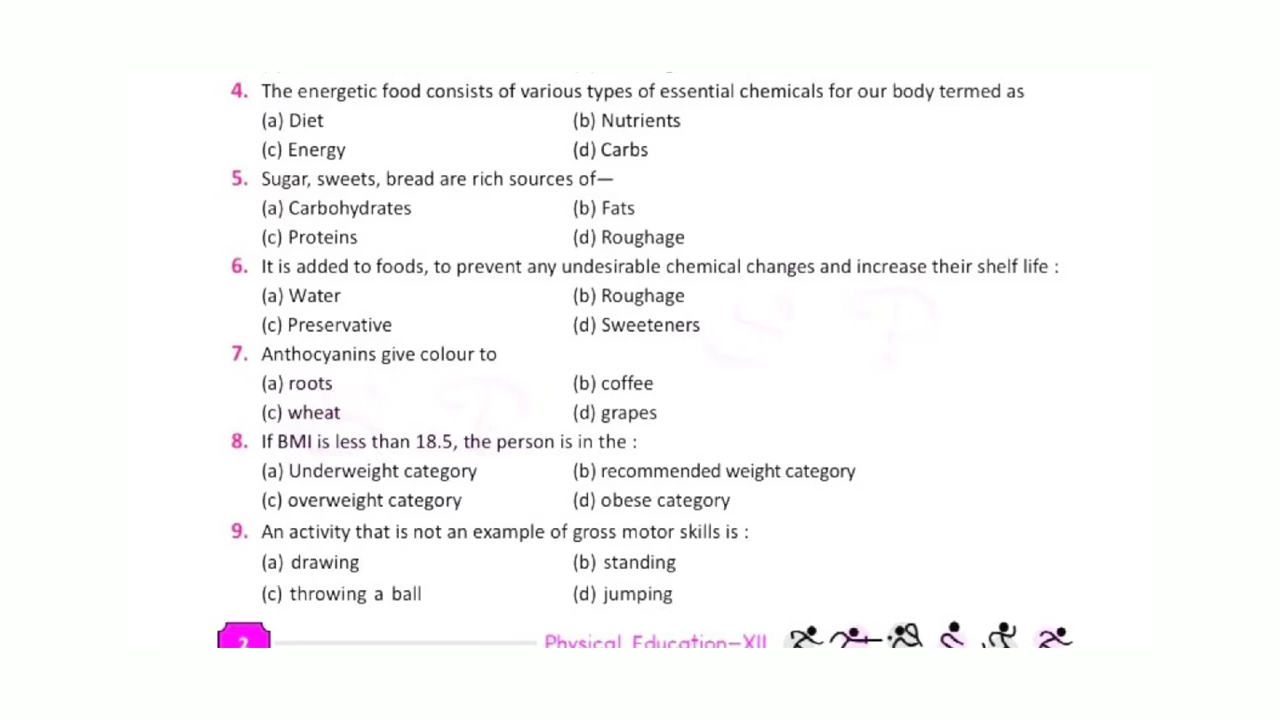 4. The energetic food consists of various types of essential chemicals for our body termed as
(a) Diet (b) Nutrients
(c) Energy (d) Carbs
5. Sugar, sweets, bread are rich sources of—
(a) Carbohydrates (b) Fats
(c) Proteins (d) Roughage
6. It is added to foods, to prevent any undesirable chemical changes and increase their shelf life :
(a) Water (b) Roughage
(c) Preservative (d) Sweeteners
7. Anthocyanins give colour to
(a) roots (b) coffee
(c) wheat (d) grapes
8. If BMI is less than 18.5, the person is in the :
(a) Underweight category (b) recommended weight category
(c) overweight category (d) obese category
9. An activity that is not an example of gross motor skills is :
(a) drawing (b) standing
(c) throwing a ball (d) jumping
2 Physical Education—XII